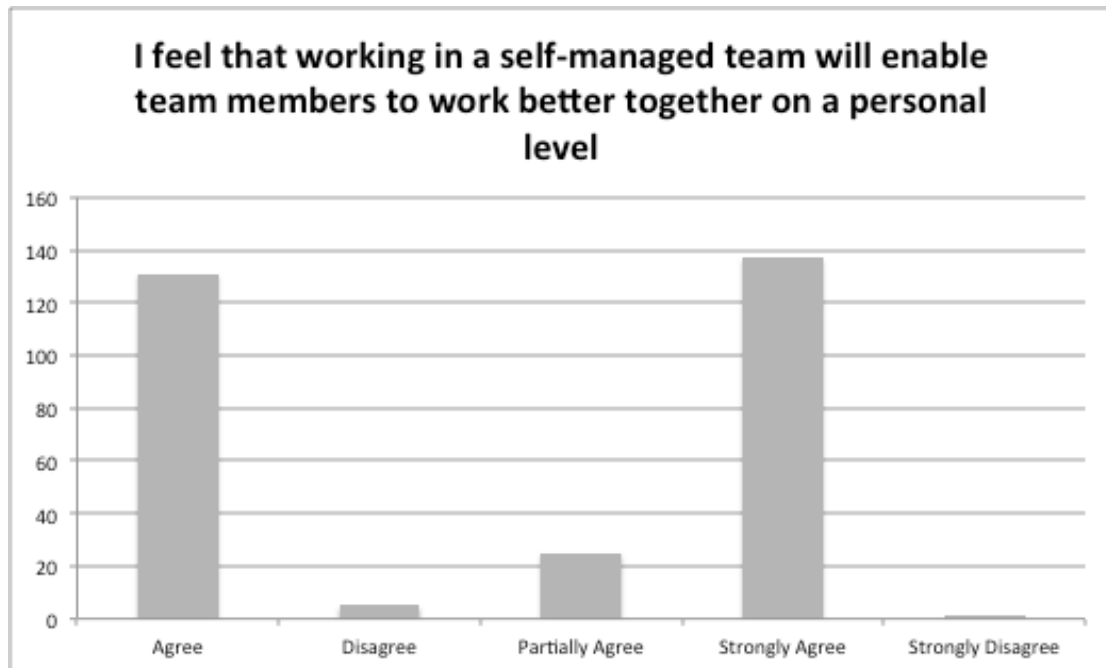 I feel that working in a self-managed team will enable
team members to work better together on a personal
level
160
140
120
100
80
60
40
20
0
Agree Disagree Partially Agree Strongly Agree Strongly Disagree